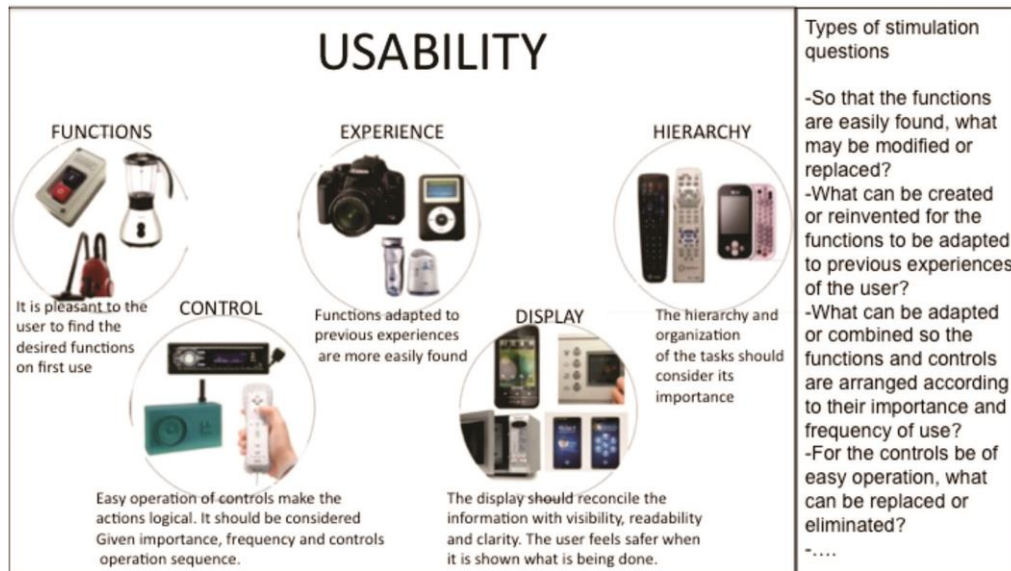 USABILITY
FUNCTIONS
It is pleasant to the
user to find the
desired functions
on first use
EXPERIENCE
Functions adapted to
previous experiences
are more easily found
HIERARCHY
The hierarchy and
organization
of the tasks should
consider its
importance
CONTROL
Easy operation of controls make the
actions logical. It should be considered
Given importance, frequency and controls
operation sequence.
DISPLAY
The display should reconcile the
information with visibility, readability
and clarity. The user feels safer when
it is shown what is being done.
Types of stimulation
questions
-So that the functions
are easily found, what
may be modified or
replaced?
-What can be created
or reinvented for the
functions to be adapted
to previous experiences
of the user?
-What can be adapted
or combined so the
functions and controls
are arranged according
to their importance and
frequency of use?
-For the controls be of
easy operation, what
can be replaced or
eliminated?
-....